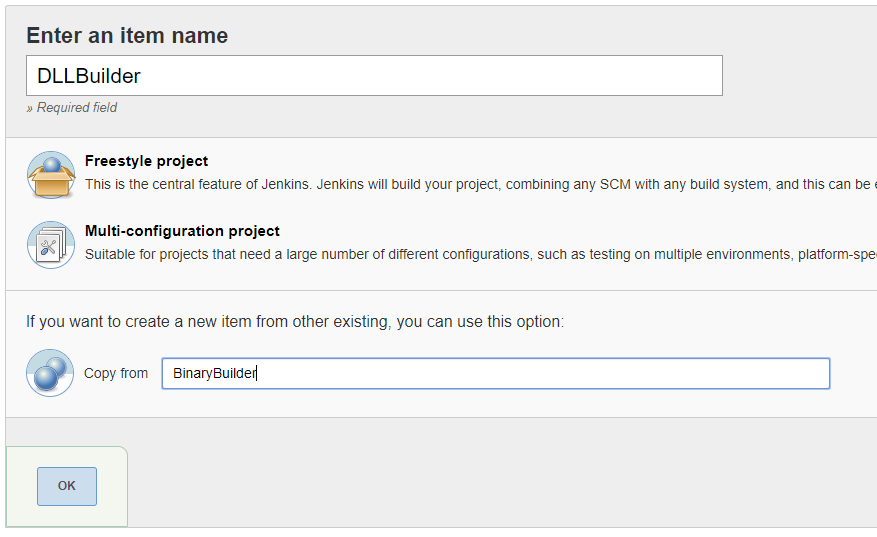 Enter an item name
DLLBuilder
» Required field
Freestyle project
This is the central feature of Jenkins. Jenkins will build your project, combining any SCM with any build system, and this can be
Multi-configuration project
Suitable for projects that need a large number of different configurations, such as testing on multiple environments, platform-spe
If you want to create a new item from other existing, you can use this option:
Copy from
BinaryBuilder
OK